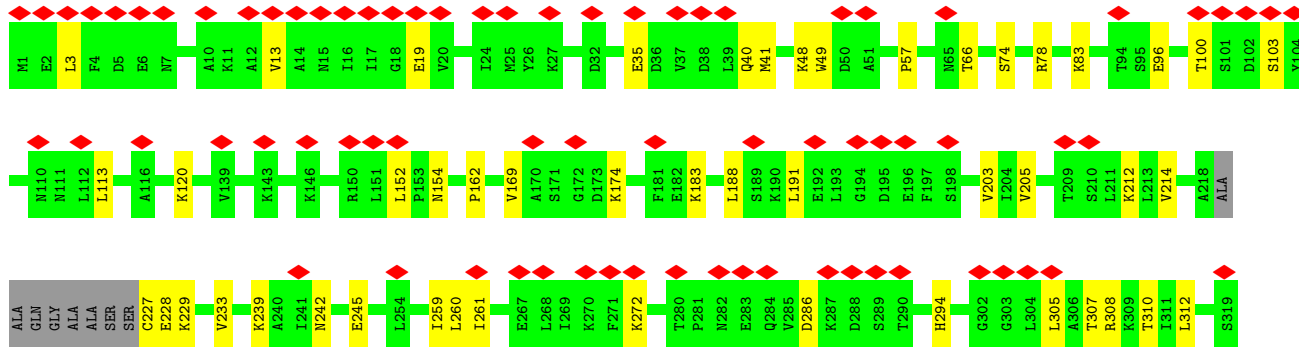 M1 E2 L3 F4 D5 E6 N7 A10 K11 A12 V13 A14 N15 I16 I17 G18 E19 V20 I24 M25 Y26 K27 D32 E35 D36 V37 D38 L39 Q40 M41 K48 W49 D50 A51 P57 N65 T66 S74 R78 K83 T94 S95 E96 T100 S101 D102 S103 Y104
N110 N111 L112 L113 A116 K120 V139 K143 K146 R150 L151 L152 P153 N154 P162 V169 A170 S171 G172 D173 K174 F181 E182 K183 L188 S189 K190 L191 E192 L193 G194 D195 E196 F197 S198 V203 I204 V205 T209 S210 L211 K212 L213 V214 A218 ALA
ALA GLN GLY ALA ALA SER SER C227 E228 K229 V233 K239 A240 I241 N242 E245 L254 I259 L260 I261 E267 L268 I269 K270 F271 K272 T280 P281 N282 E283 Q284 V285 D286 K287 D288 S289 T290 H294 G302 G303 L304 L305 A306 T307 R308 K309 T310 I311 L312 S319